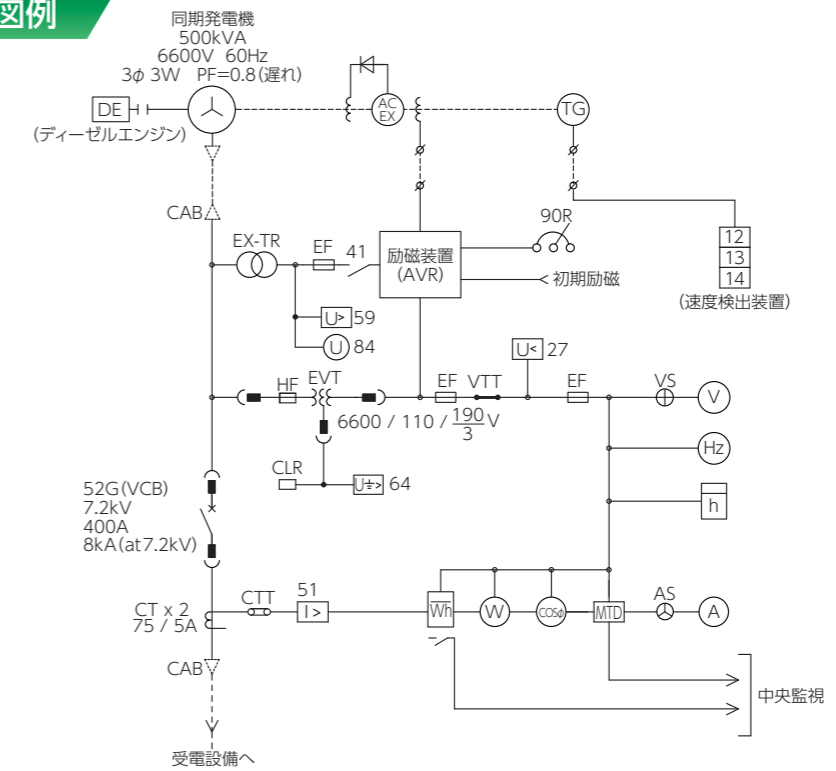 図例
同期発電機
500kVA
6600V 60Hz
3φ 3W PF=0.8(遅れ)
DE
(ディーゼルエンジン)
AC
EX
TG
CAB
90R
EX-TR
EF
41
励磁装置
(AVR)
初期励磁
12
13
14
(速度検出装置)
U> 59
U 84
U< 27
HF
EVT
EF
VTT
EF
VS
V
6600 / 110 / 190/3 V
Hz
CLR
U⏚> 64
h
52G(VCB)
7.2kV
400A
8kA(at7.2kV)
CT x 2
75 / 5A
CTT
51
I >
Wh
W
COSφ
MTD
AS
A
CAB
中央監視
受電設備へ